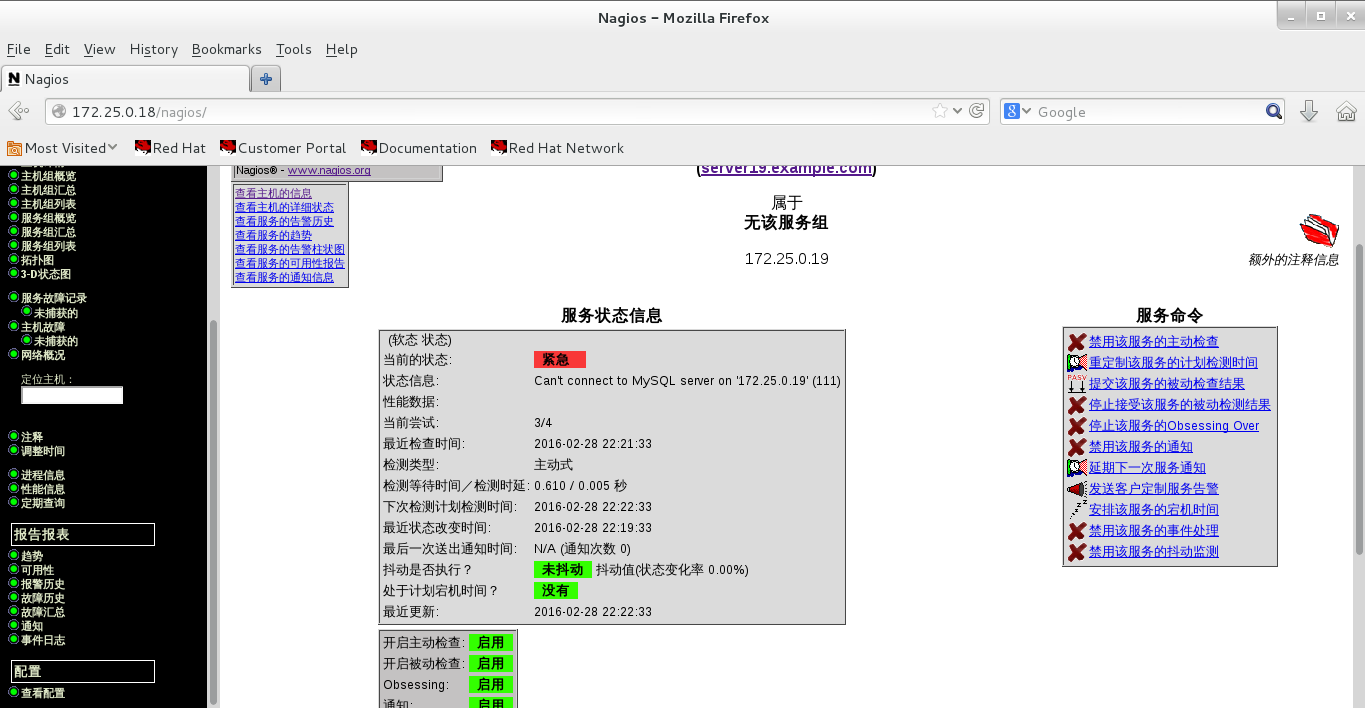 Nagios - Mozilla Firefox
File Edit View History Bookmarks Tools Help
Nagios
172.25.0.18/nagios/
Google
Most Visited Red Hat Customer Portal Documentation Red Hat Network
主机组概览
主机组汇总
主机组列表
服务组概览
服务组汇总
服务组列表
拓扑图
3-D状态图
服务故障记录
未捕获的
主机故障
未捕获的
网络概况
定位主机：
注释
调整时间
进程信息
性能信息
定期查询
报告报表
趋势
可用性
报警历史
故障历史
故障汇总
通知
事件日志
配置
查看配置
Nagios® - www.nagios.org
查看主机的信息
查看主机的详细状态
查看服务的告警历史
查看服务的趋势
查看服务的告警柱状图
查看服务的可用性报告
查看服务的通知信息
(server19.example.com)
属于
无该服务组
172.25.0.19
额外的注释信息
服务状态信息
(软态 状态)
当前的状态: 紧急
状态信息: Can't connect to MySQL server on '172.25.0.19' (111)
性能数据:
当前尝试: 3/4
最近检查时间: 2016-02-28 22:21:33
检测类型: 主动式
检测等待时间／检测时延: 0.610 / 0.005 秒
下次检测计划检测时间: 2016-02-28 22:22:33
最近状态改变时间: 2016-02-28 22:19:33
最后一次送出通知时间: N/A (通知次数 0)
抖动是否执行？ 未抖动 抖动值(状态变化率 0.00%)
处于计划宕机时间？ 没有
最近更新: 2016-02-28 22:22:33
开启主动检查: 启用
开启被动检查: 启用
Obsessing: 启用
通知: 启用
服务命令
禁用该服务的主动检查
重定制该服务的计划检测时间
PASV
提交该服务的被动检查结果
停止接受该服务的被动检测结果
停止该服务的Obsessing Over
禁用该服务的通知
延期下一次服务通知
发送客户定制服务告警
安排该服务的宕机时间
禁用该服务的事件处理
禁用该服务的抖动监测